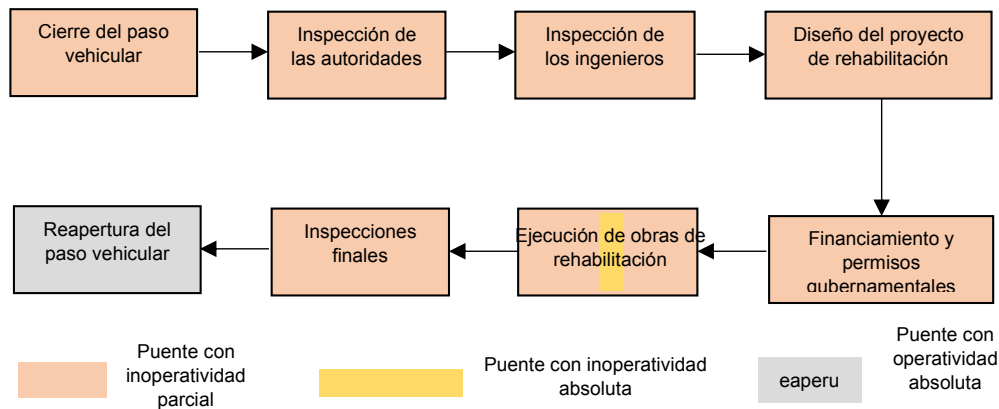 Cierre del paso
vehicular
Inspección de
las autoridades
Inspección de
los ingenieros
Diseño del proyecto
de rehabilitación
Reapertura del
paso vehicular
Inspecciones
finales
Ejecución de obras de
rehabilitación
Financiamiento y
permisos
gubernamentales
Puente con
inoperatividad
parcial
Puente con inoperatividad
absoluta
eaperu
Puente con
operatividad
absoluta